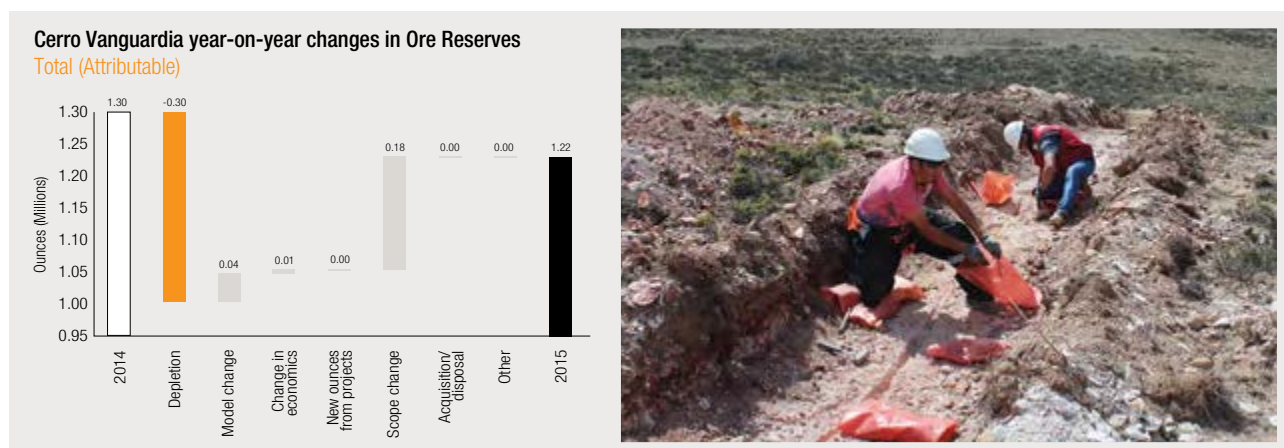 Cerro Vanguardia year-on-year changes in Ore Reserves
Total (Attributable)
Ounces (Millions)
1.30
1.25
1.20
1.15
1.10
1.05
1.00
0.95
1.30
-0.30
0.04
0.01
0.00
0.18
0.00
0.00
1.22
2014
Depletion
Model change
Change in
economics
New ounces
from projects
Scope change
Acquisition/
disposal
Other
2015